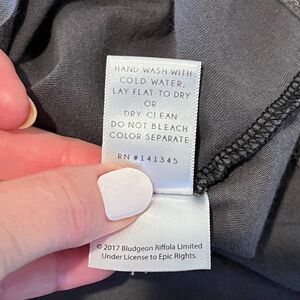 HAND WASH WITH
COLD WATER,
LAY FLAT TO DRY
OR
DRY CLEAN
DO NOT BLEACH
COLOR SEPARATE
RN #141345
© 2017 Bludgeon Riffola Limited
Under License to Epic Rights.